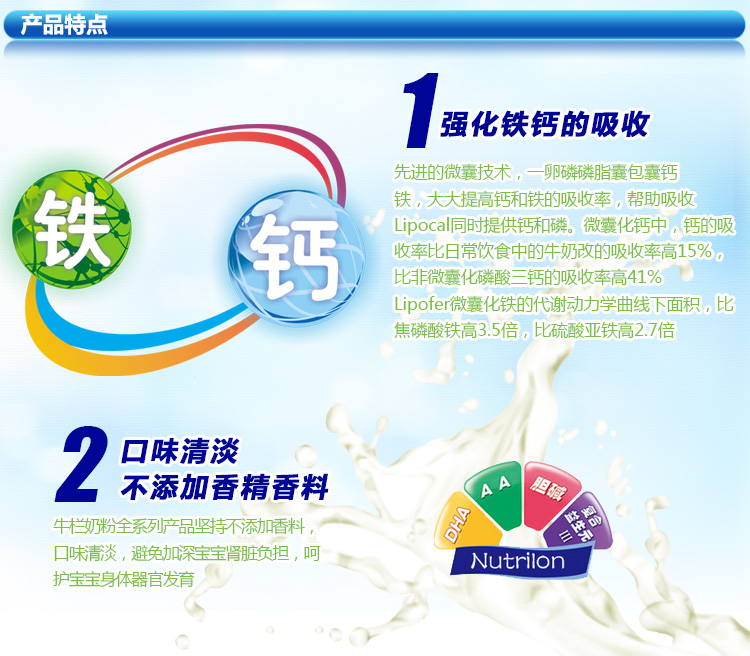 产品特点
1 强化铁钙的吸收
铁
钙
先进的微囊技术，一卵磷磷脂囊包囊钙
铁，大大提高钙和铁的吸收率，帮助吸收
Lipocal同时提供钙和磷。微囊化钙中，钙的吸
收率比日常饮食中的牛奶改的吸收率高15%，
比非微囊化磷酸三钙的吸收率高41%
Lipofer微囊化铁的代谢动力学曲线下面积，比
焦磷酸铁高3.5倍，比硫酸亚铁高2.7倍
2 口味清淡
不添加香精香料
牛栏奶粉全系列产品坚持不添加香料，
口味清淡，避免加深宝宝肾脏负担，呵
护宝宝身体器官发育
DHA
AA
胆碱
复合益生元
Nutrilon